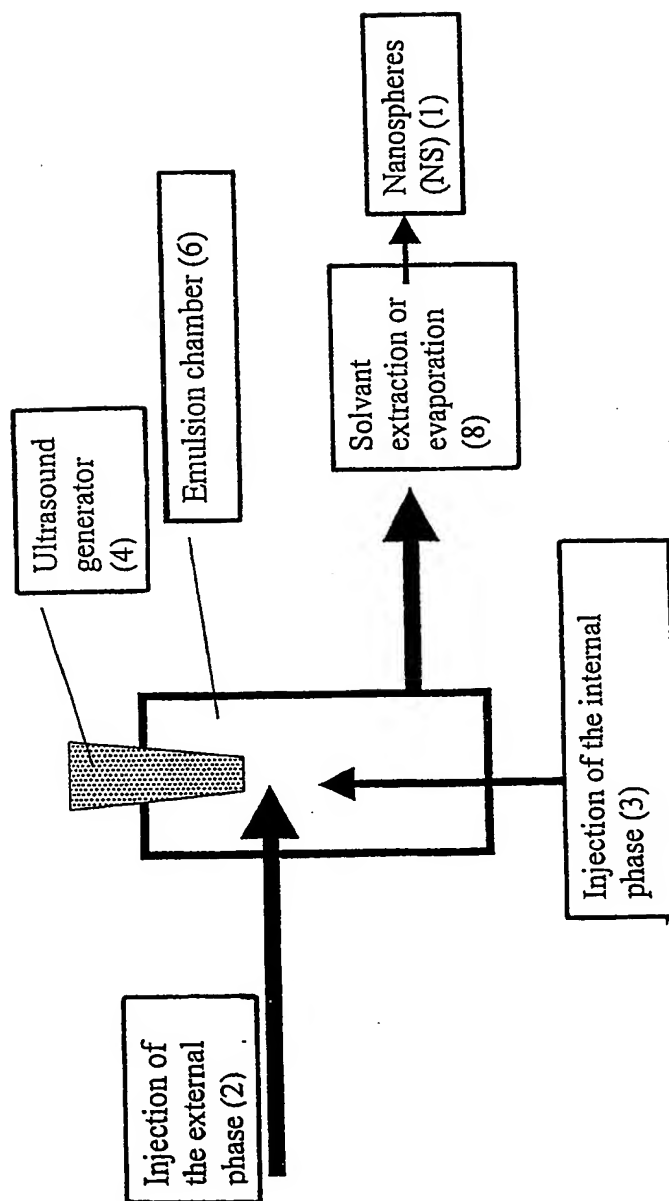 Ultrasound
generator
(4)
Emulsion chamber (6)
Injection of
the external
phase (2)
Solvant
extraction or
evaporation
(8)
Nanospheres
(NS) (1)
Injection of the internal
phase (3)